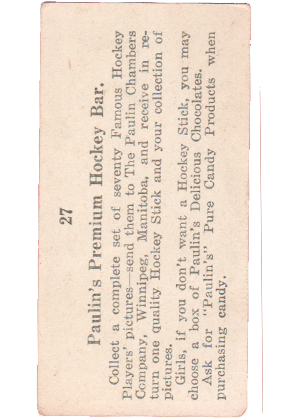 27
Paulin's Premium Hockey Bar.
Collect a complete set of seventy Famous Hockey
Players' pictures—send them to The Paulin Chambers
Company, Winnipeg, Manitoba, and receive in re-
turn one quality Hockey Stick and your collection of
pictures.
Girls, if you don't want a Hockey Stick, you may
choose a box of Paulin's Delicious Chocolates.
Ask for "Paulin's" Pure Candy Products when
purchasing candy.